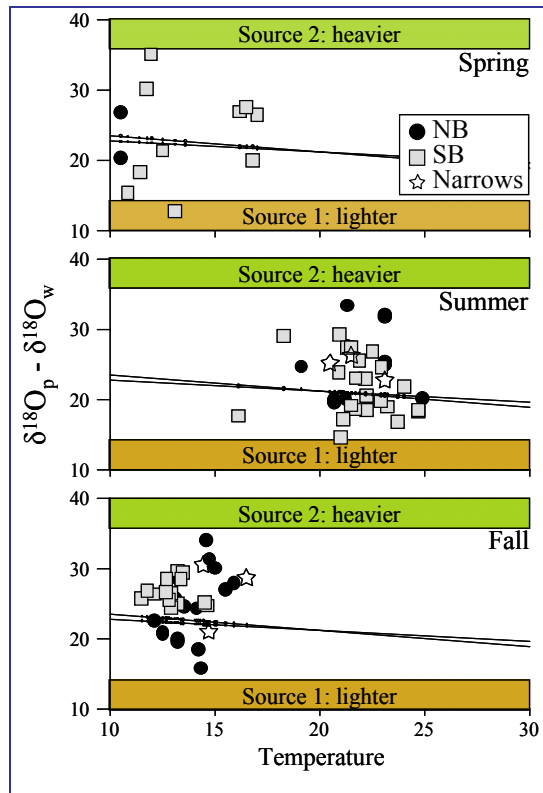 40
Source 2: heavier
Spring
30
NB
SB
Narrows
20
Source 1: lighter
10
40
Source 2: heavier
Summer
30
20
Source 1: lighter
10
40
Source 2: heavier
Fall
30
20
Source 1: lighter
10
10 15 20 25 30
Temperature
δ¹⁸Oₚ - δ¹⁸O_w